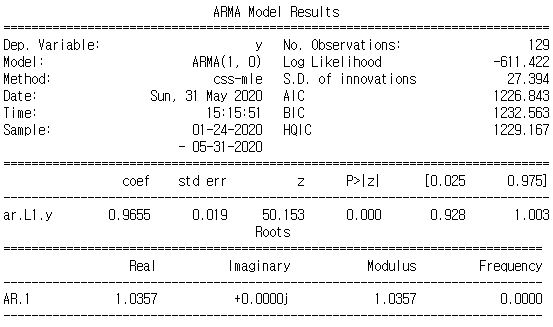 ARMA Model Results
==============================================================================
Dep. Variable: y No. Observations: 129
Model: ARMA(1, 0) Log Likelihood -611.422
Method: css-mle S.D. of innovations 27.394
Date: Sun, 31 May 2020 AIC 1226.843
Time: 15:15:51 BIC 1232.563
Sample: 01-24-2020 HQIC 1229.167
- 05-31-2020
==============================================================================
coef std err z P>|z| [0.025 0.975]
------------------------------------------------------------------------------
ar.L1.y 0.9655 0.019 50.153 0.000 0.928 1.003
Roots
==============================================================================
Real Imaginary Modulus Frequency
------------------------------------------------------------------------------
AR.1 1.0357 +0.0000j 1.0357 0.0000
------------------------------------------------------------------------------